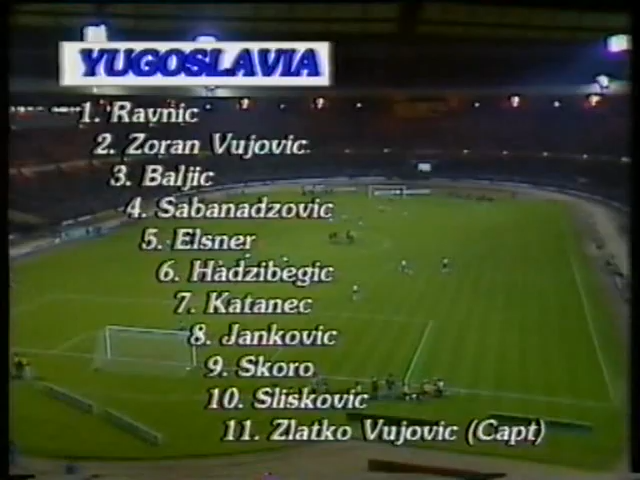 YUGOSLAVIA
1. Ravnic
2. Zoran Vujovic
3. Baljic
4. Sabanadzovic
5. Elsner
6. Hadzibegic
7. Katanec
8. Jankovic
9. Skoro
10. Sliskovic
11. Zlatko Vujovic (Capt)